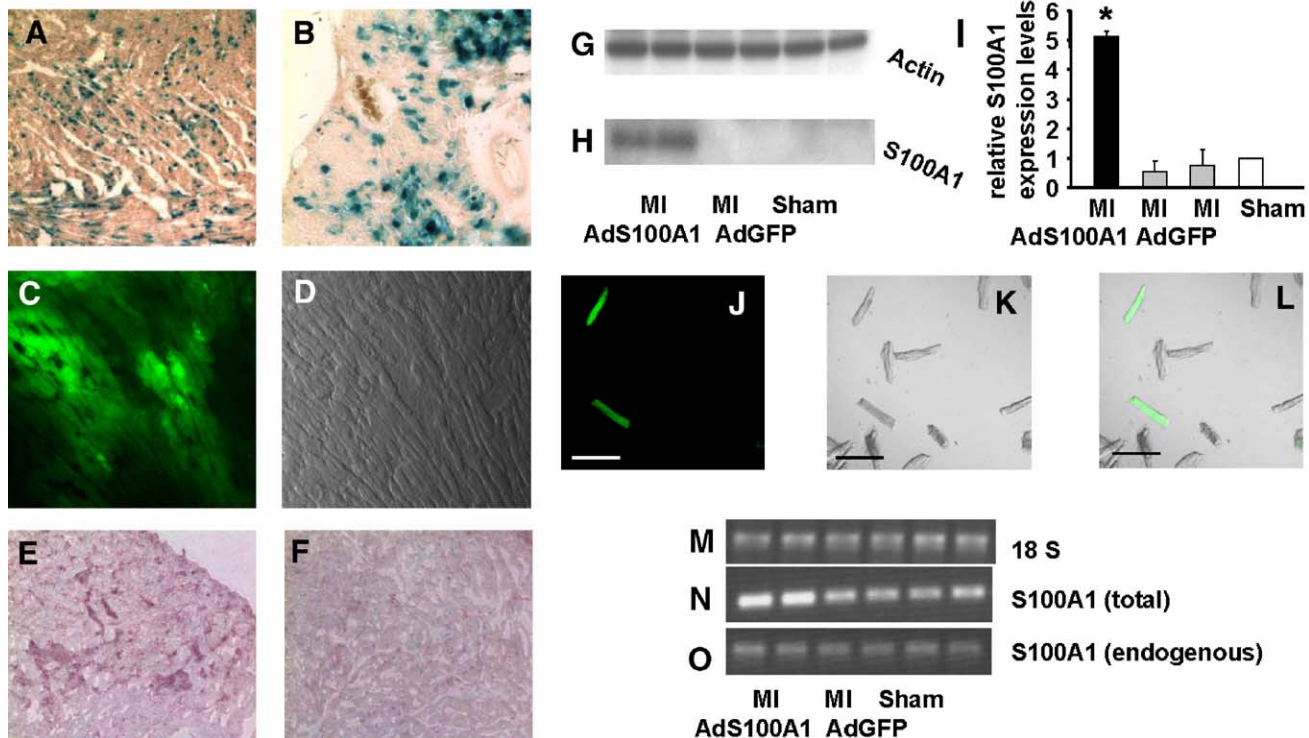 A
B
C
D
E
F
G
Actin
H
S100A1
MI MI Sham
AdS100A1 AdGFP
I
relative S100A1
expression levels
6
5
4
3
2
1
0
*
MI MI MI Sham
AdS100A1 AdGFP
J
K
L
M
18 S
N
S100A1 (total)
O
S100A1 (endogenous)
MI MI Sham
AdS100A1 AdGFP